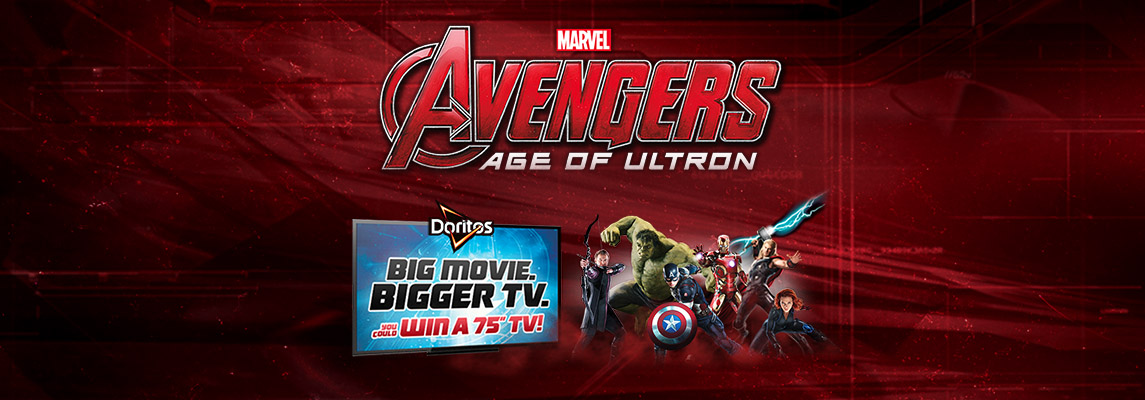 MARVEL
AVENGERS
AGE OF ULTRON
Doritos
BIG MOVIE.
BIGGER TV.
YOU COULD WIN A 75" TV!